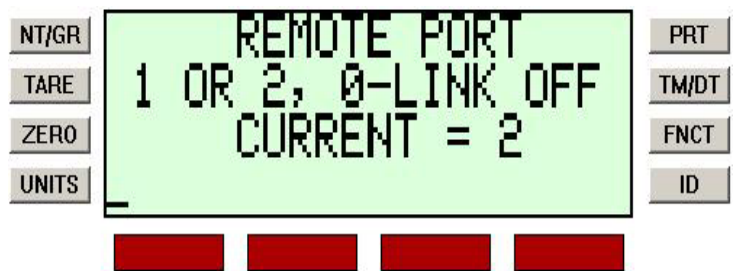 NT/GR
TARE
ZERO
UNITS
REMOTE PORT
1 OR 2, 0-LINK OFF
CURRENT = 2
_
PRT
TM/DT
FNCT
ID